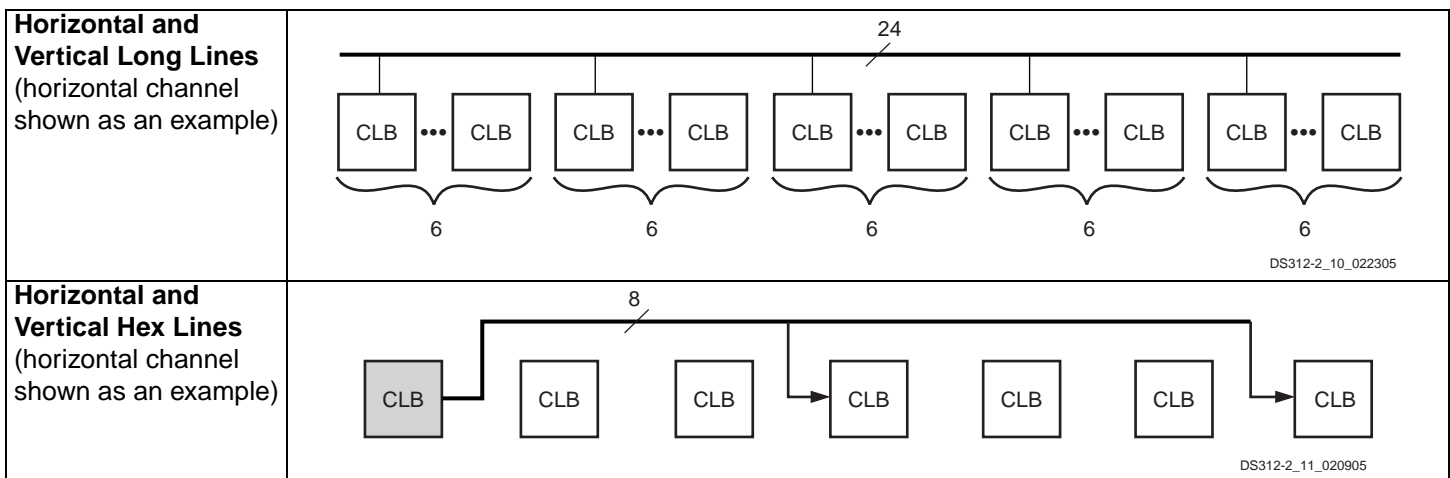 Horizontal and
Vertical Long Lines
(horizontal channel
shown as an example)
24
CLB ••• CLB CLB ••• CLB CLB ••• CLB CLB ••• CLB CLB ••• CLB
6 6 6 6 6
DS312-2_10_022305
Horizontal and
Vertical Hex Lines
(horizontal channel
shown as an example)
8
CLB CLB CLB CLB CLB CLB CLB
DS312-2_11_020905